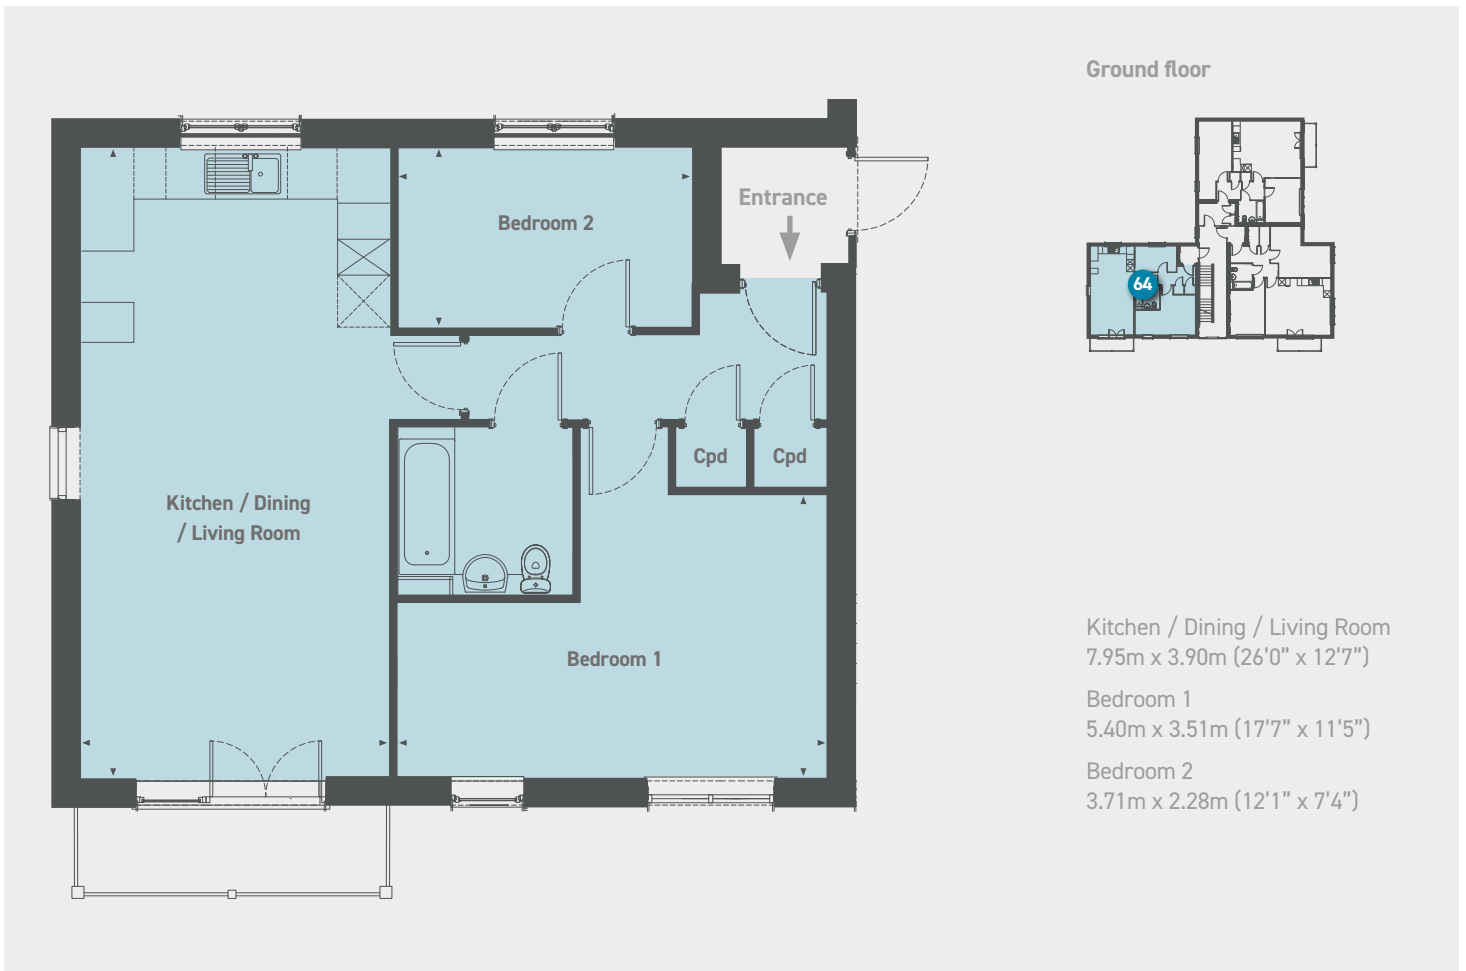 Ground floor
Entrance
Bedroom 2
64
Cpd
Cpd
Kitchen / Dining
/ Living Room
Bedroom 1
Kitchen / Dining / Living Room
7.95m x 3.90m (26’0” x 12’7”)
Bedroom 1
5.40m x 3.51m (17’7” x 11’5”)
Bedroom 2
3.71m x 2.28m (12’1” x 7’4”)